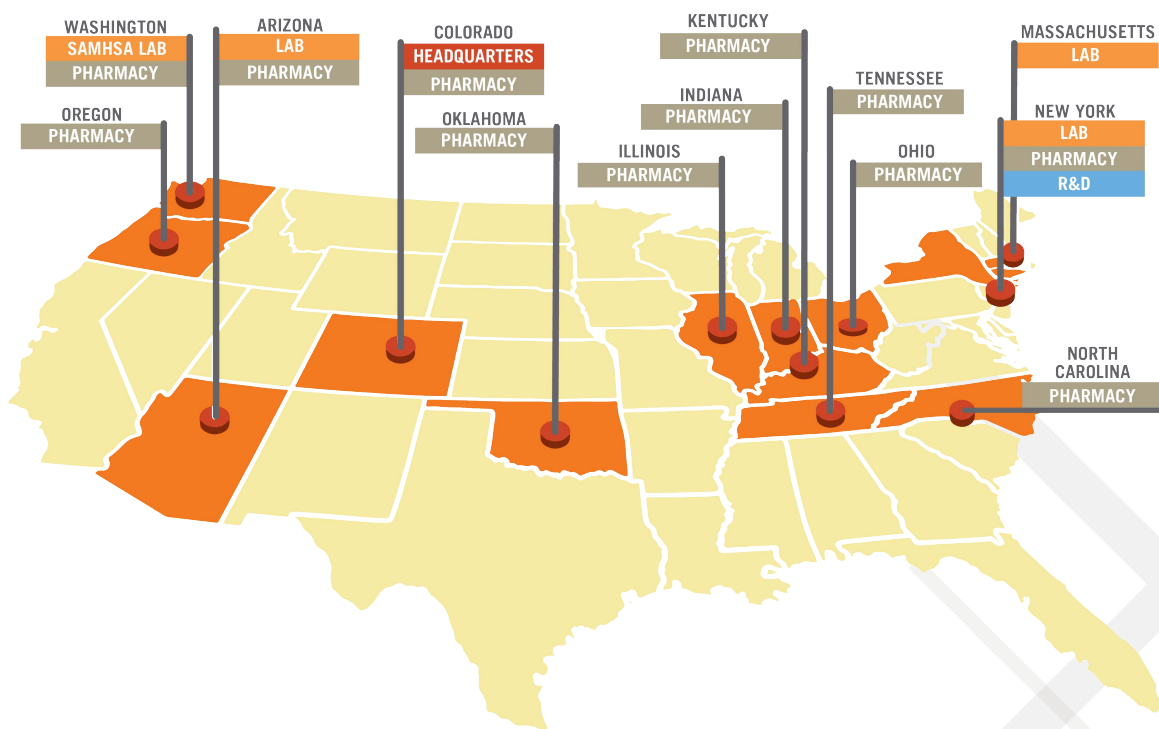 WASHINGTON
SAMHSA LAB
PHARMACY
OREGON
PHARMACY
ARIZONA
LAB
PHARMACY
COLORADO
HEADQUARTERS
PHARMACY
OKLAHOMA
PHARMACY
KENTUCKY
PHARMACY
INDIANA
PHARMACY
ILLINOIS
PHARMACY
TENNESSEE
PHARMACY
OHIO
PHARMACY
MASSACHUSETTS
LAB
NEW YORK
LAB
PHARMACY
R&D
NORTH
CAROLINA
PHARMACY